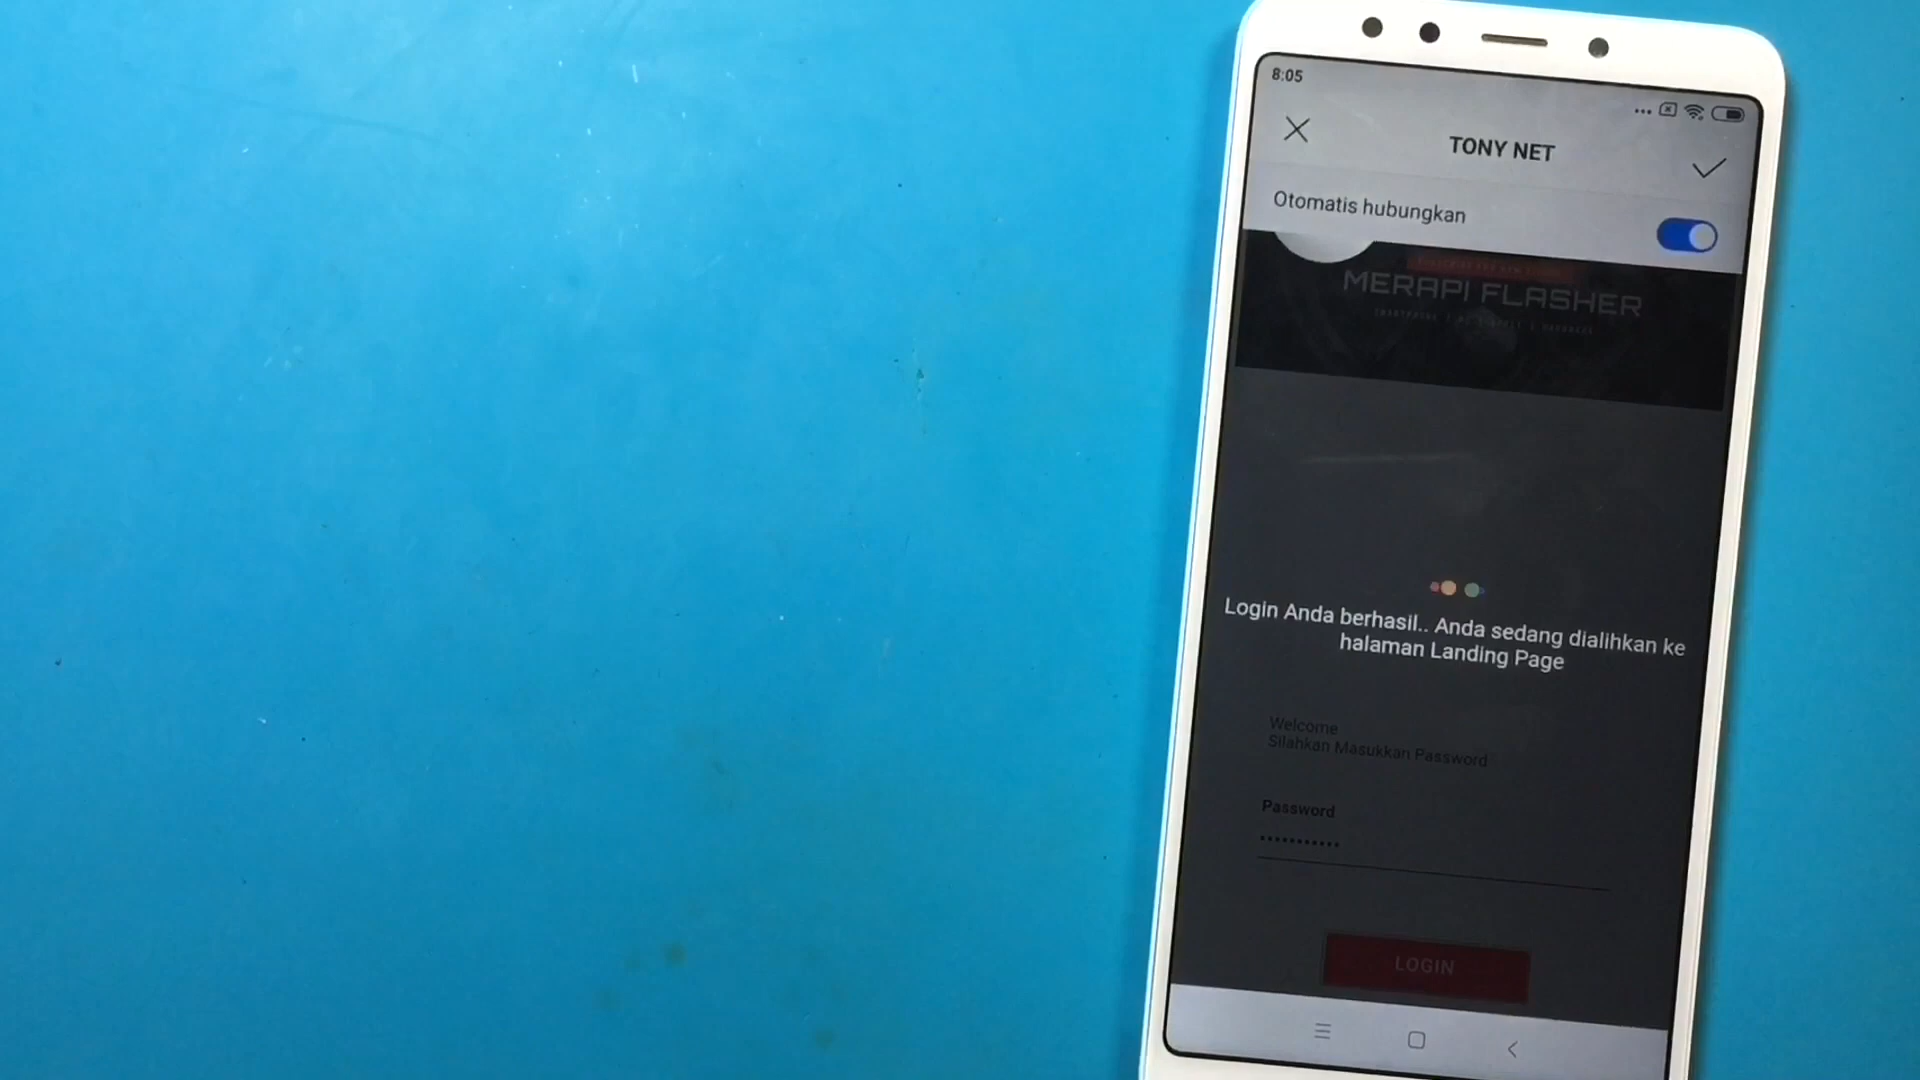 8:05
TONY NET
Otomatis hubungkan
MERAPI FLASHER
Login Anda berhasil.. Anda sedang dialihkan ke
halaman Landing Page
Welcome
Silahkan Masukkan Password
Password
LOGIN